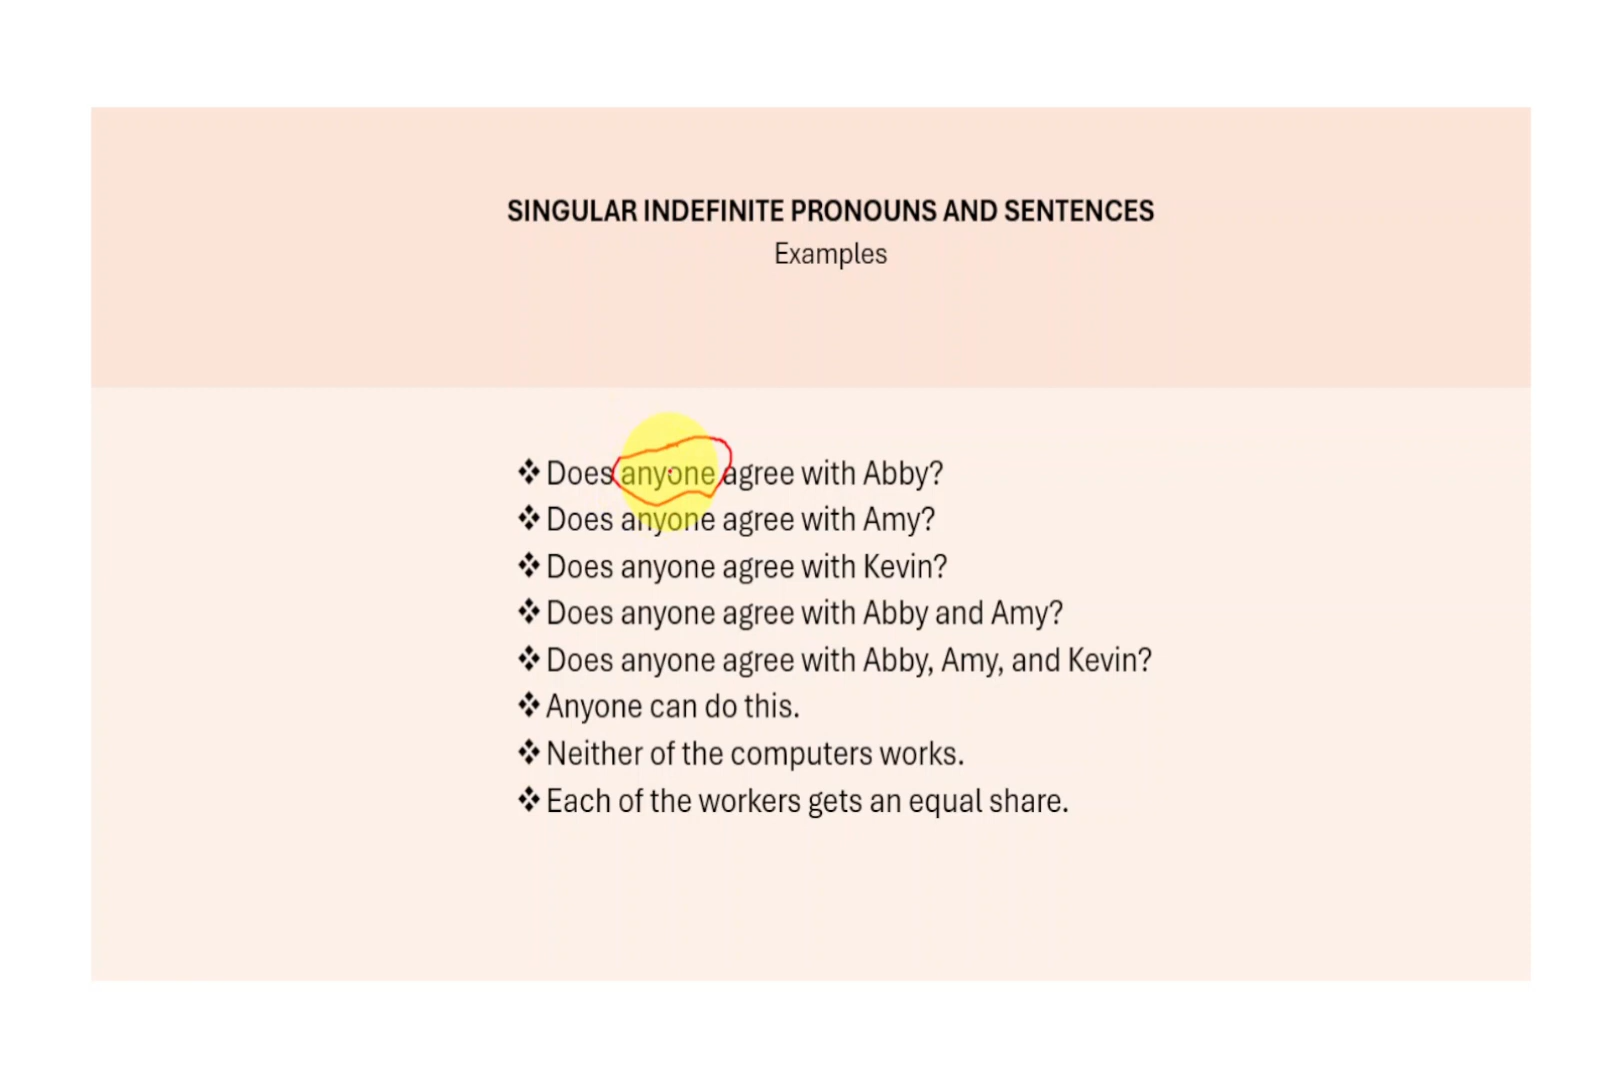 SINGULAR INDEFINITE PRONOUNS AND SENTENCES
Examples
❖ Does anyone agree with Abby?
❖ Does anyone agree with Amy?
❖ Does anyone agree with Kevin?
❖ Does anyone agree with Abby and Amy?
❖ Does anyone agree with Abby, Amy, and Kevin?
❖ Anyone can do this.
❖ Neither of the computers works.
❖ Each of the workers gets an equal share.